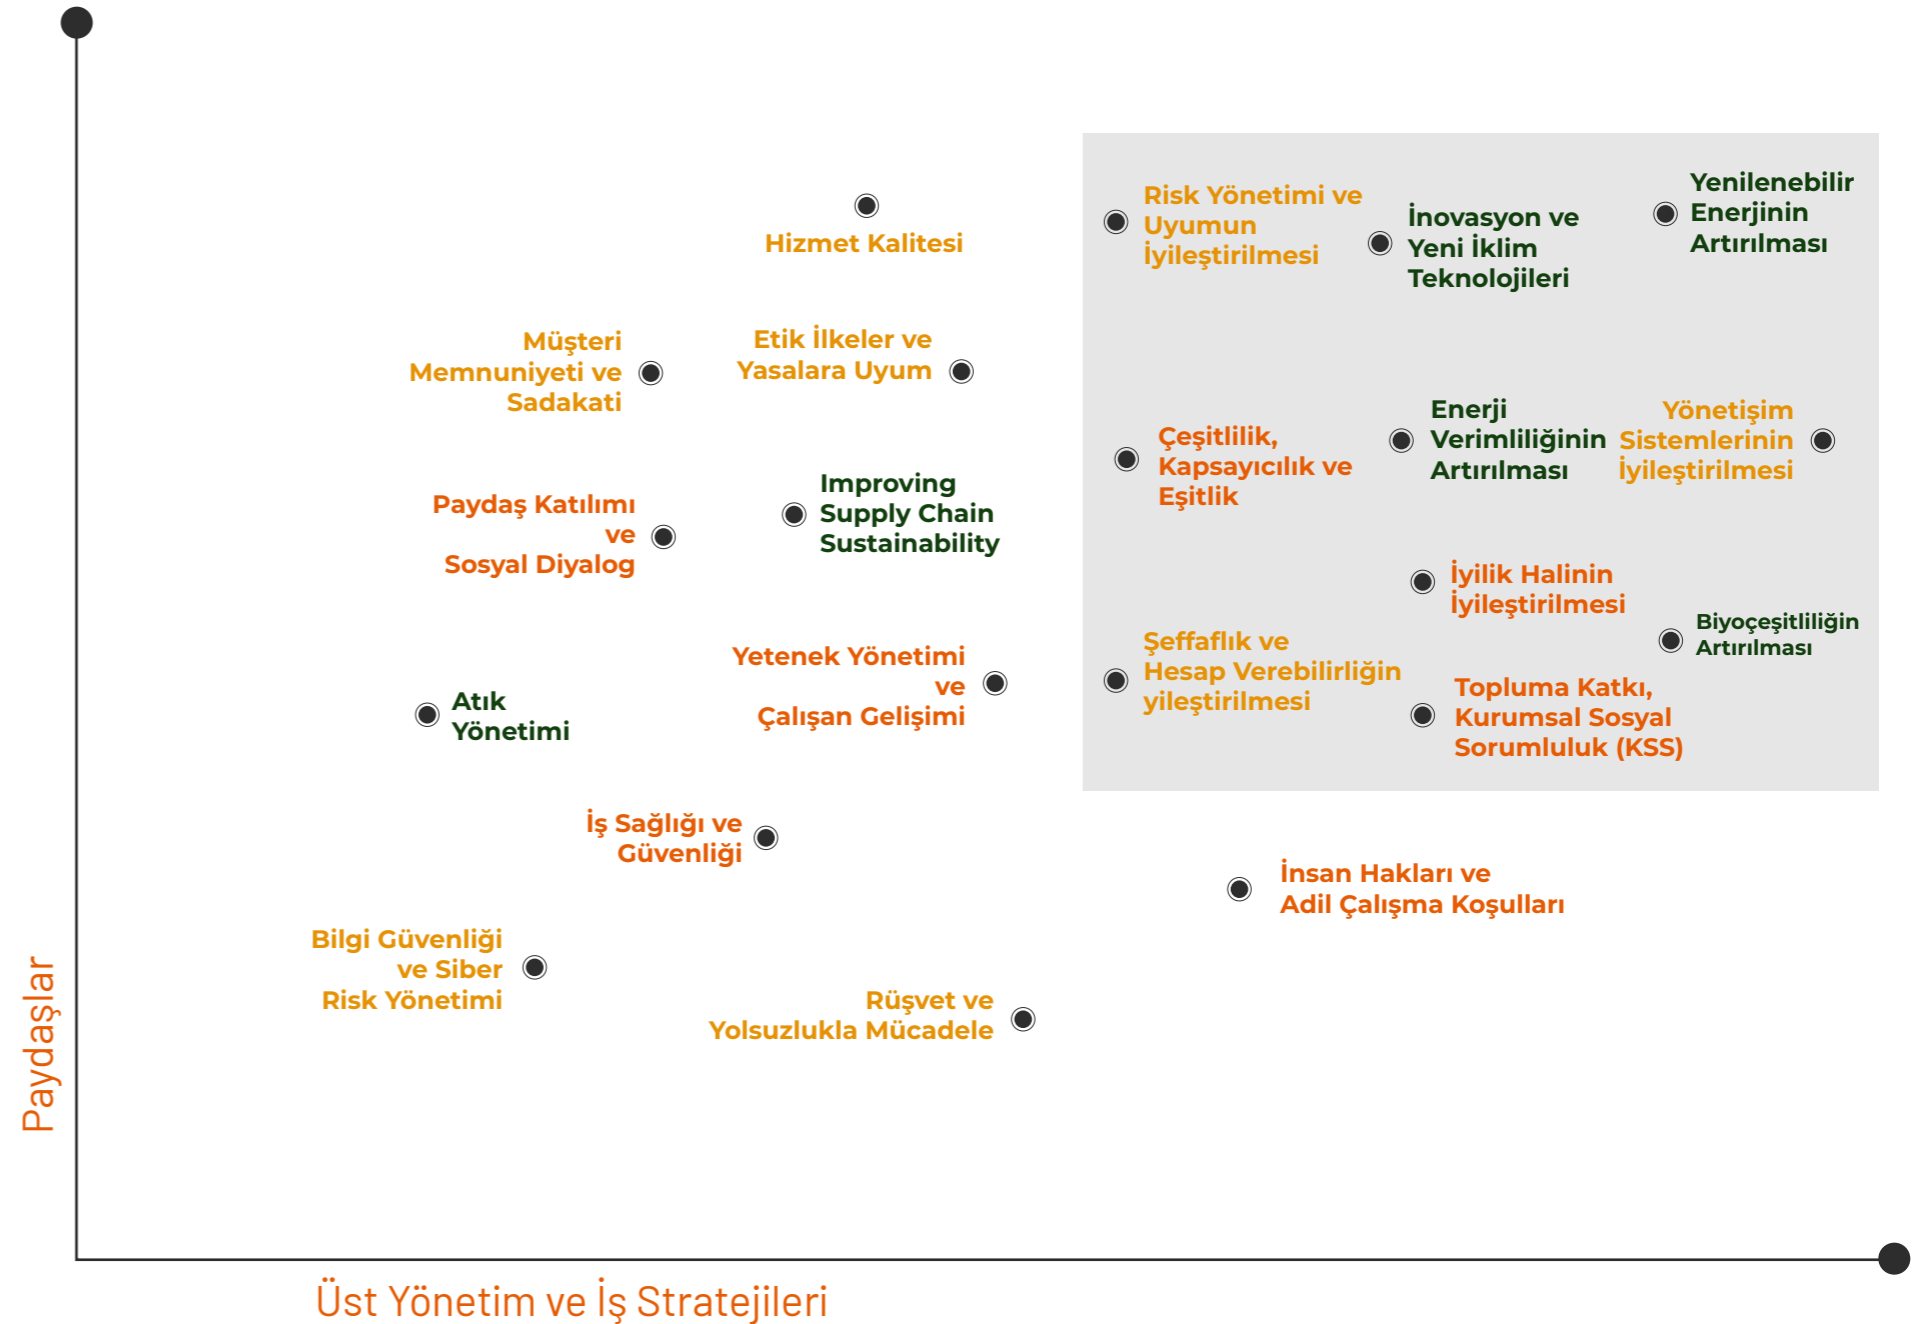 Risk Yönetimi ve
Uyumun
İyileştirilmesi
İnovasyon ve
Yeni İklim
Teknolojileri
Yenilenebilir
Enerjinin
Artırılması
Hizmet Kalitesi
Müşteri
Memnuniyeti ve
Sadakati
Etik İlkeler ve
Yasalara Uyum
Çeşitlilik,
Kapsayıcılık ve
Eşitlik
Enerji
Verimliliğinin
Artırılması
Yönetişim
Sistemlerinin
İyileştirilmesi
Paydaş Katılımı
ve
Sosyal Diyalog
Improving
Supply Chain
Sustainability
İyilik Halinin
İyileştirilmesi
Biyoçeşitliliğin
Artırılması
Yetenek Yönetimi
ve
Çalışan Gelişimi
Şeffaflık ve
Hesap Verebilirliğin
yileştirilmesi
Topluma Katkı,
Kurumsal Sosyal
Sorumluluk (KSS)
Atık
Yönetimi
İş Sağlığı ve
Güvenliği
İnsan Hakları ve
Adil Çalışma Koşulları
Bilgi Güvenliği
ve Siber
Risk Yönetimi
Rüşvet ve
Yolsuzlukla Mücadele
Paydaşlar
Üst Yönetim ve İş Stratejileri